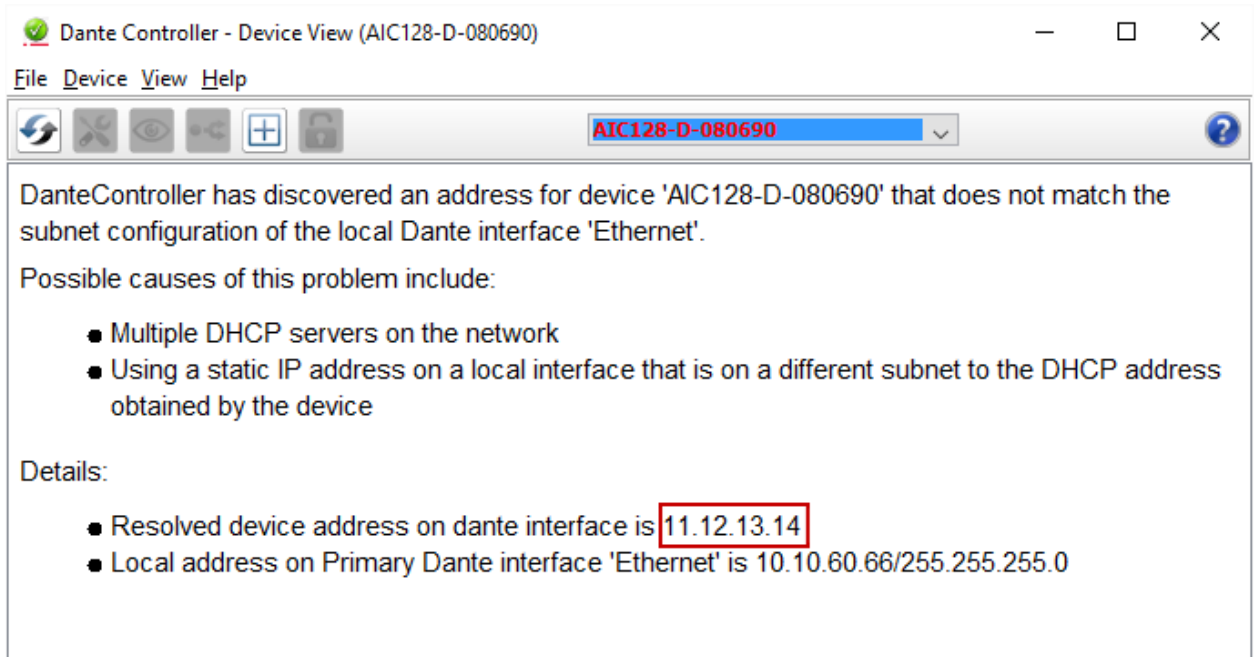 Dante Controller - Device View (AIC128-D-080690)
File Device View Help
AIC128-D-080690
DanteController has discovered an address for device 'AIC128-D-080690' that does not match the
subnet configuration of the local Dante interface 'Ethernet'.
Possible causes of this problem include:
Multiple DHCP servers on the network
Using a static IP address on a local interface that is on a different subnet to the DHCP address
obtained by the device
Details:
Resolved device address on dante interface is 11.12.13.14
Local address on Primary Dante interface 'Ethernet' is 10.10.60.66/255.255.255.0